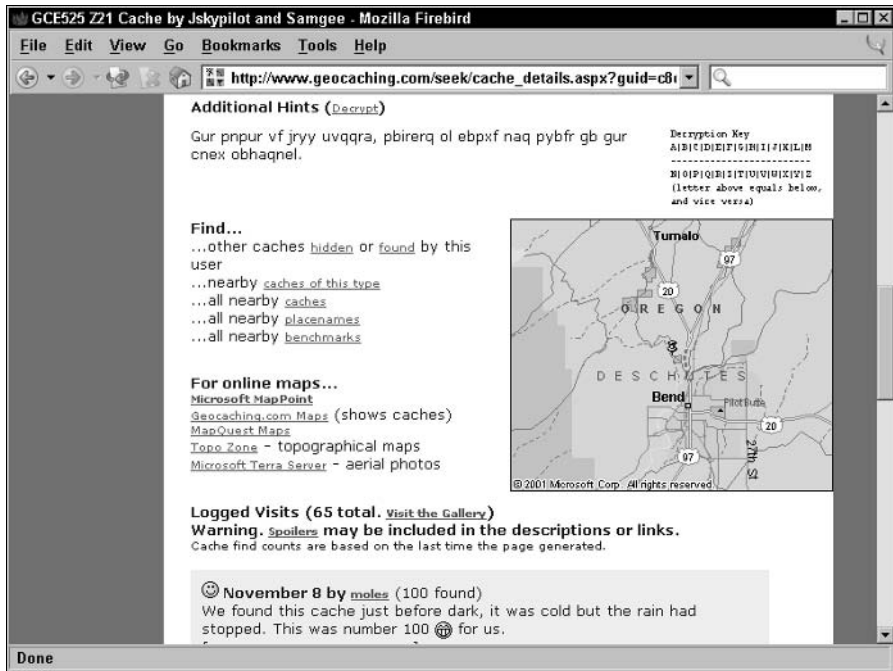 GCE525 Z21 Cache by Jskypilot and Samgee - Mozilla Firebird
File Edit View Go Bookmarks Tools Help
http://www.geocaching.com/seek/cache_details.aspx?guid=c8
Additional Hints (Decrypt)
Gur pnpur vf jryy uvqqra, pbirerq ol ebpxf naq pybfr gb gur
cnex obhaqnel.
Decryption Key
A|B|C|D|E|F|G|H|I|J|K|L|M
-------------------------
N|O|P|Q|R|S|T|U|V|W|X|Y|Z
(letter above equals below,
and vice versa)
Find...
...other caches hidden or found by this
user
...nearby caches of this type
...all nearby caches
...all nearby placenames
...all nearby benchmarks
For online maps...
Microsoft MapPoint
Geocaching.com Maps (shows caches)
MapQuest Maps
Topo Zone - topographical maps
Microsoft Terra Server - aerial photos
Tumalo
97
20
OREGON
DESCHUTES
Bend
Pilot Butte
20
97
27th St
© 2001 Microsoft Corp. All rights reserved
Logged Visits (65 total. Visit the Gallery)
Warning. Spoilers may be included in the descriptions or links.
Cache find counts are based on the last time the page generated.
November 8 by moles (100 found)
We found this cache just before dark, it was cold but the rain had
stopped. This was number 100 for us.
Done